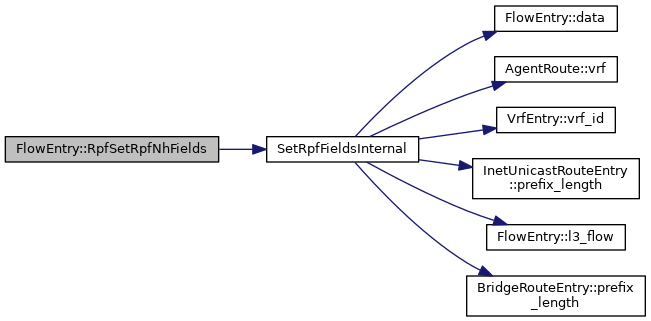 FlowEntry::RpfSetRpfNhFields
SetRpfFieldsInternal
FlowEntry::data
AgentRoute::vrf
VrfEntry::vrf_id
InetUnicastRouteEntry
::prefix_length
FlowEntry::l3_flow
BridgeRouteEntry::prefix
_length